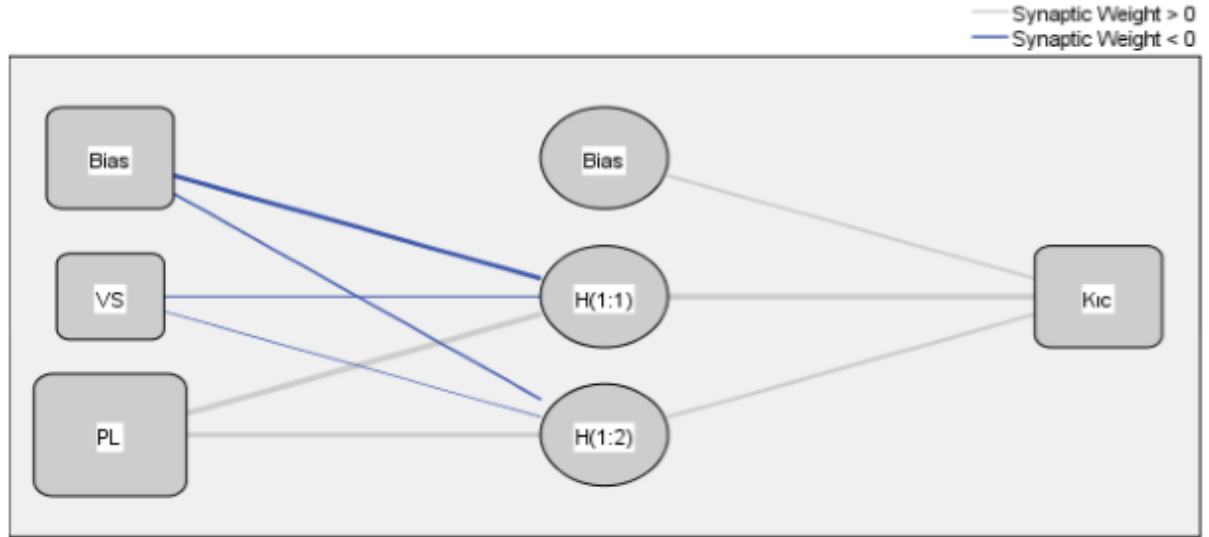 Synaptic Weight > 0
Synaptic Weight < 0
Bias
Bias
VS
H(1:1)
Kıc
PL
H(1:2)